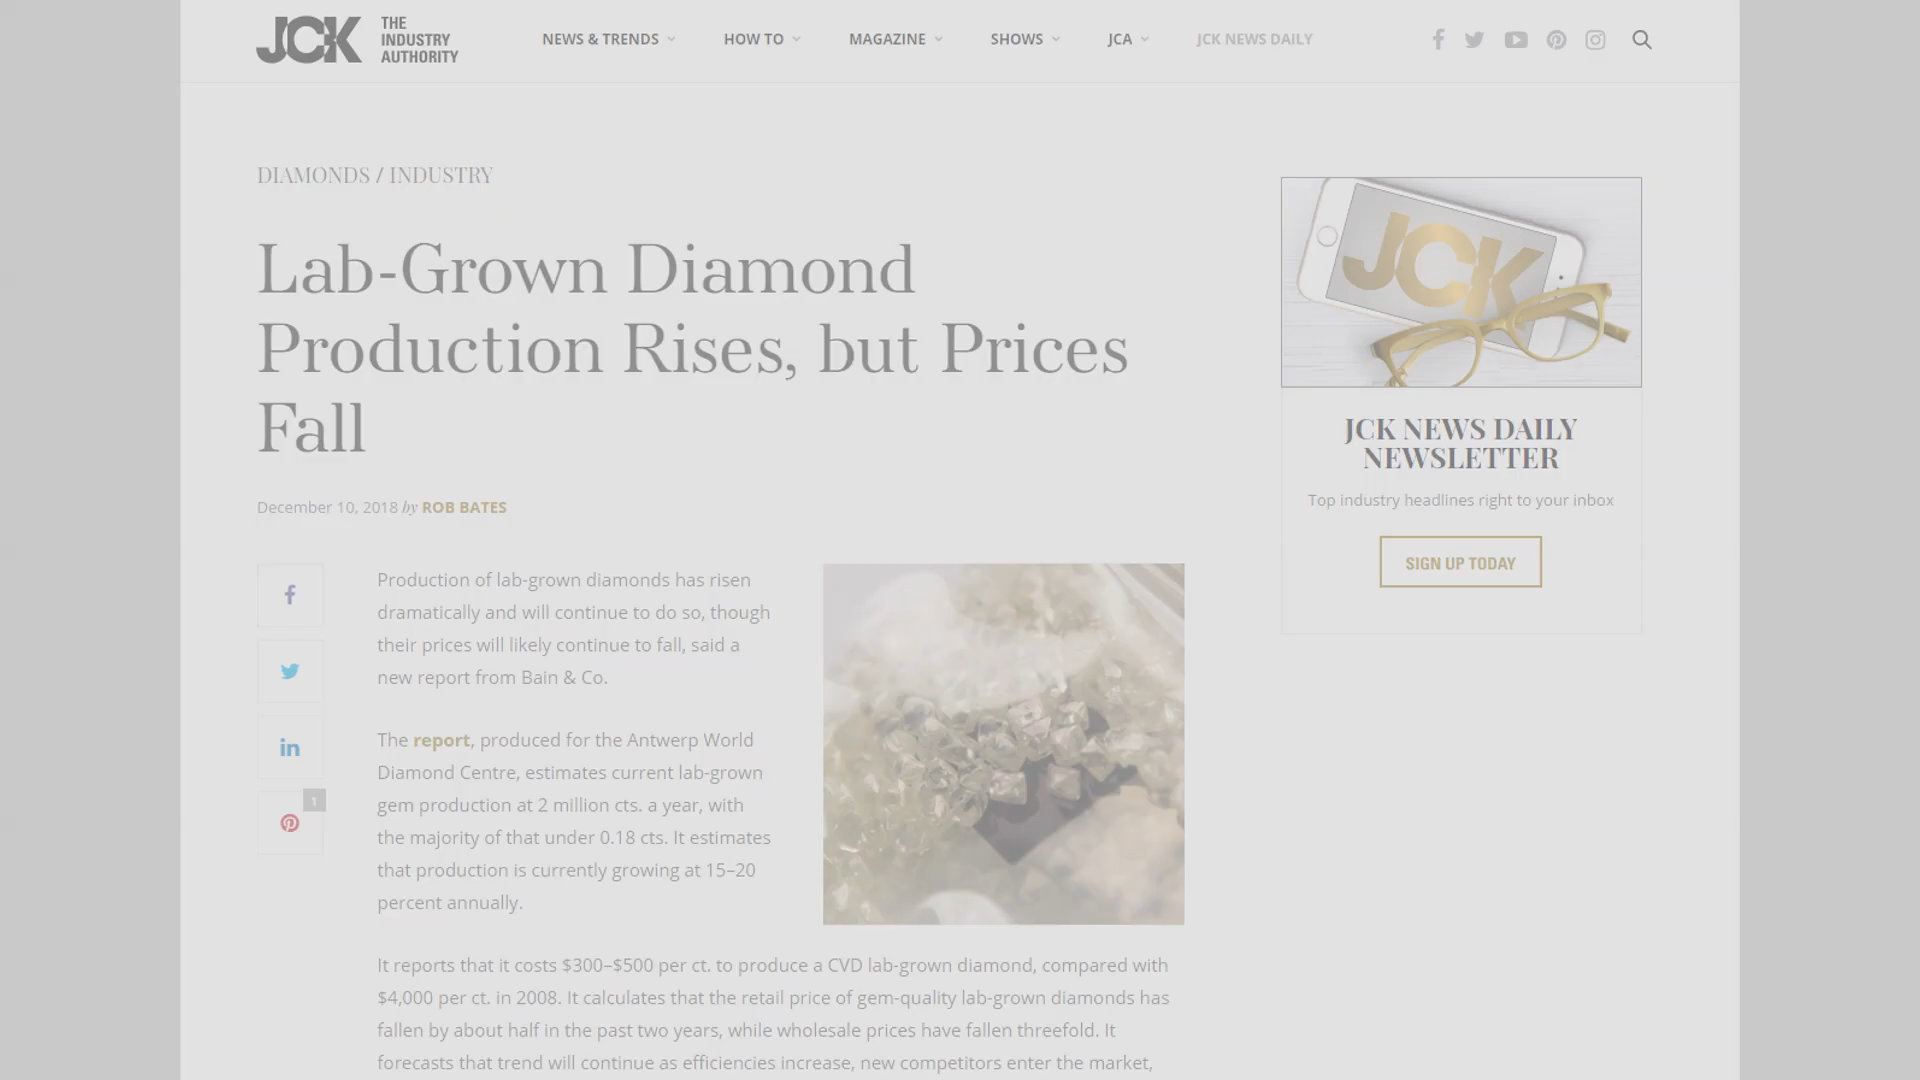 JCK THE INDUSTRY AUTHORITY
NEWS & TRENDS
HOW TO
MAGAZINE
SHOWS
JCA
JCK NEWS DAILY
DIAMONDS / INDUSTRY
Lab-Grown Diamond
Production Rises, but Prices
Fall
December 10, 2018 by ROB BATES
1
Production of lab-grown diamonds has risen
dramatically and will continue to do so, though
their prices will likely continue to fall, said a
new report from Bain & Co.
The report, produced for the Antwerp World
Diamond Centre, estimates current lab-grown
gem production at 2 million cts. a year, with
the majority of that under 0.18 cts. It estimates
that production is currently growing at 15–20
percent annually.
It reports that it costs $300–$500 per ct. to produce a CVD lab-grown diamond, compared with
$4,000 per ct. in 2008. It calculates that the retail price of gem-quality lab-grown diamonds has
fallen by about half in the past two years, while wholesale prices have fallen threefold. It
forecasts that trend will continue as efficiencies increase, new competitors enter the market,
JCK
JCK NEWS DAILY
NEWSLETTER
Top industry headlines right to your inbox
SIGN UP TODAY